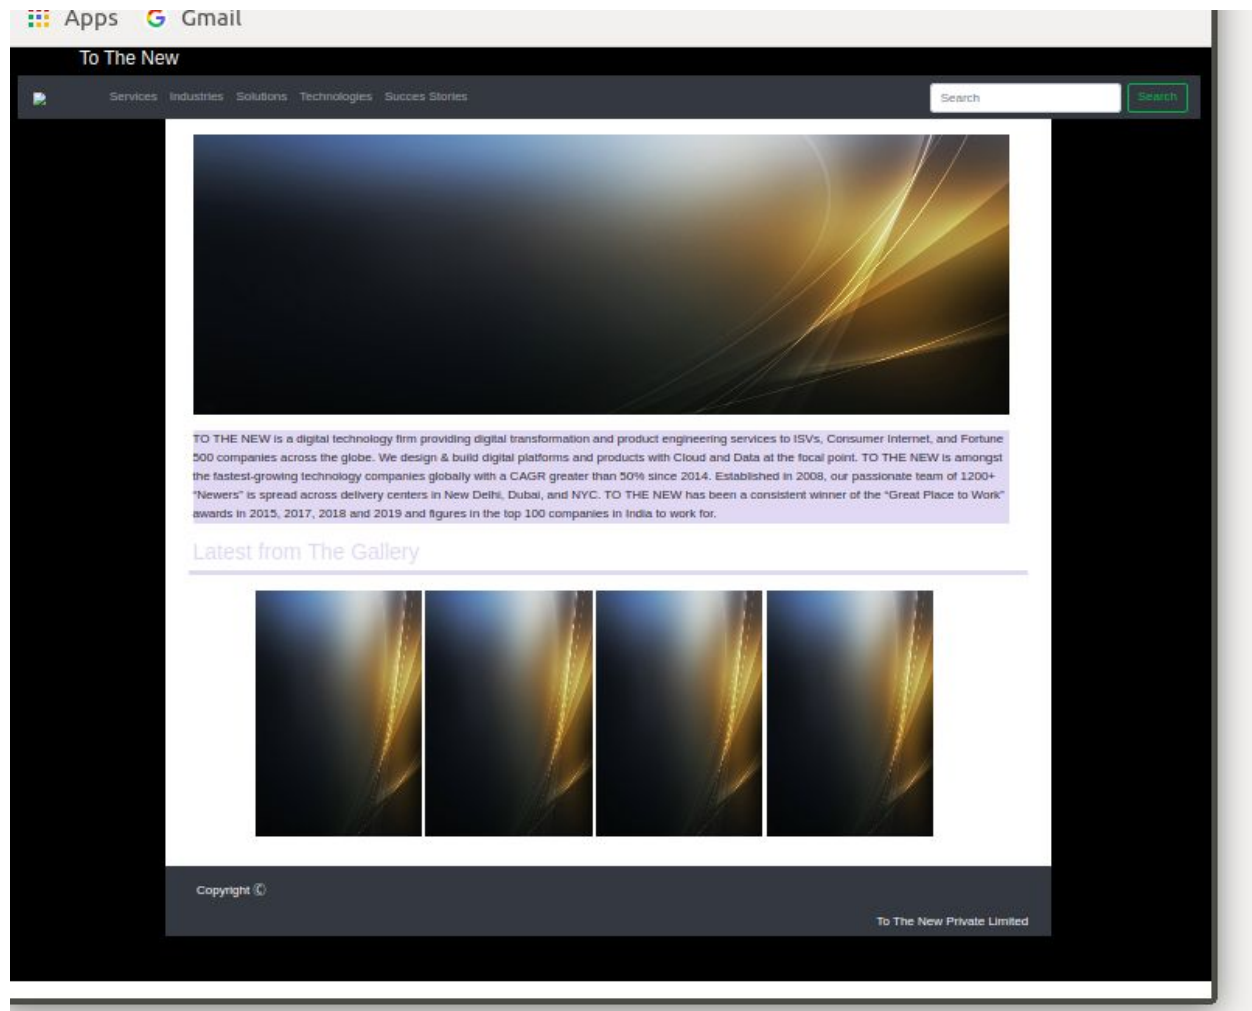 Apps Gmail
To The New
Services Industries Solutions Technologies Succes Stories Search Search
TO THE NEW is a digital technology firm providing digital transformation and product engineering services to ISV's, Consumer Internet, and Fortune
500 companies across the globe. We design & build digital platforms and products with Cloud and Data at the focal point. TO THE NEW is amongst
the fastest-growing technology companies globally with a CAGR greater than 50% since 2014. Established in 2008, our passionate team of 1200+
“Newers” is spread across delivery centers in New Delhi, Dubai, and NYC. TO THE NEW has been a consistent winner of the “Great Place to Work”
awards in 2015, 2017, 2018 and 2019 and figures in the top 100 companies in India to work for.
Latest from The Gallery
Copyright Ⓒ
To The New Private Limited